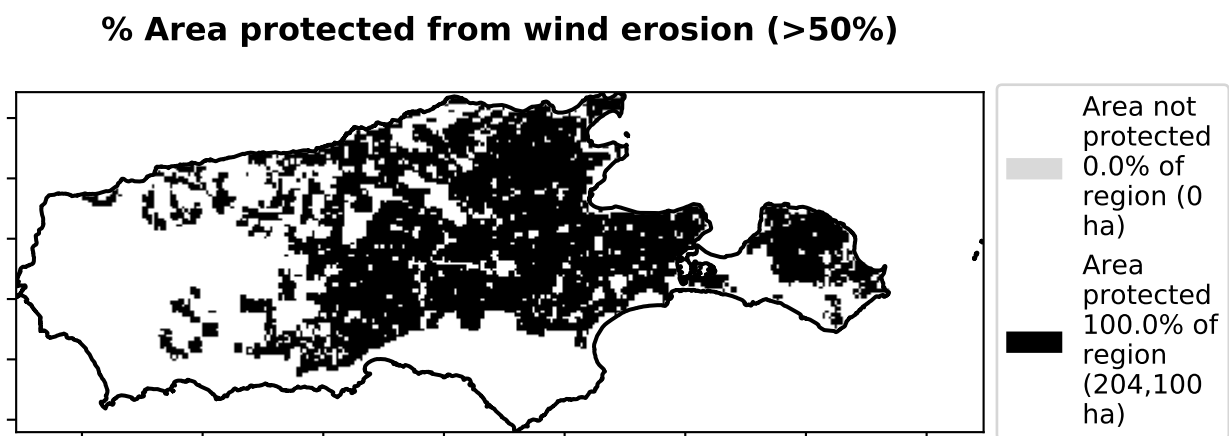 % Area protected from wind erosion (>50%)
Area not
protected
0.0% of
region (0
ha)
Area
protected
100.0% of
region
(204,100
ha)